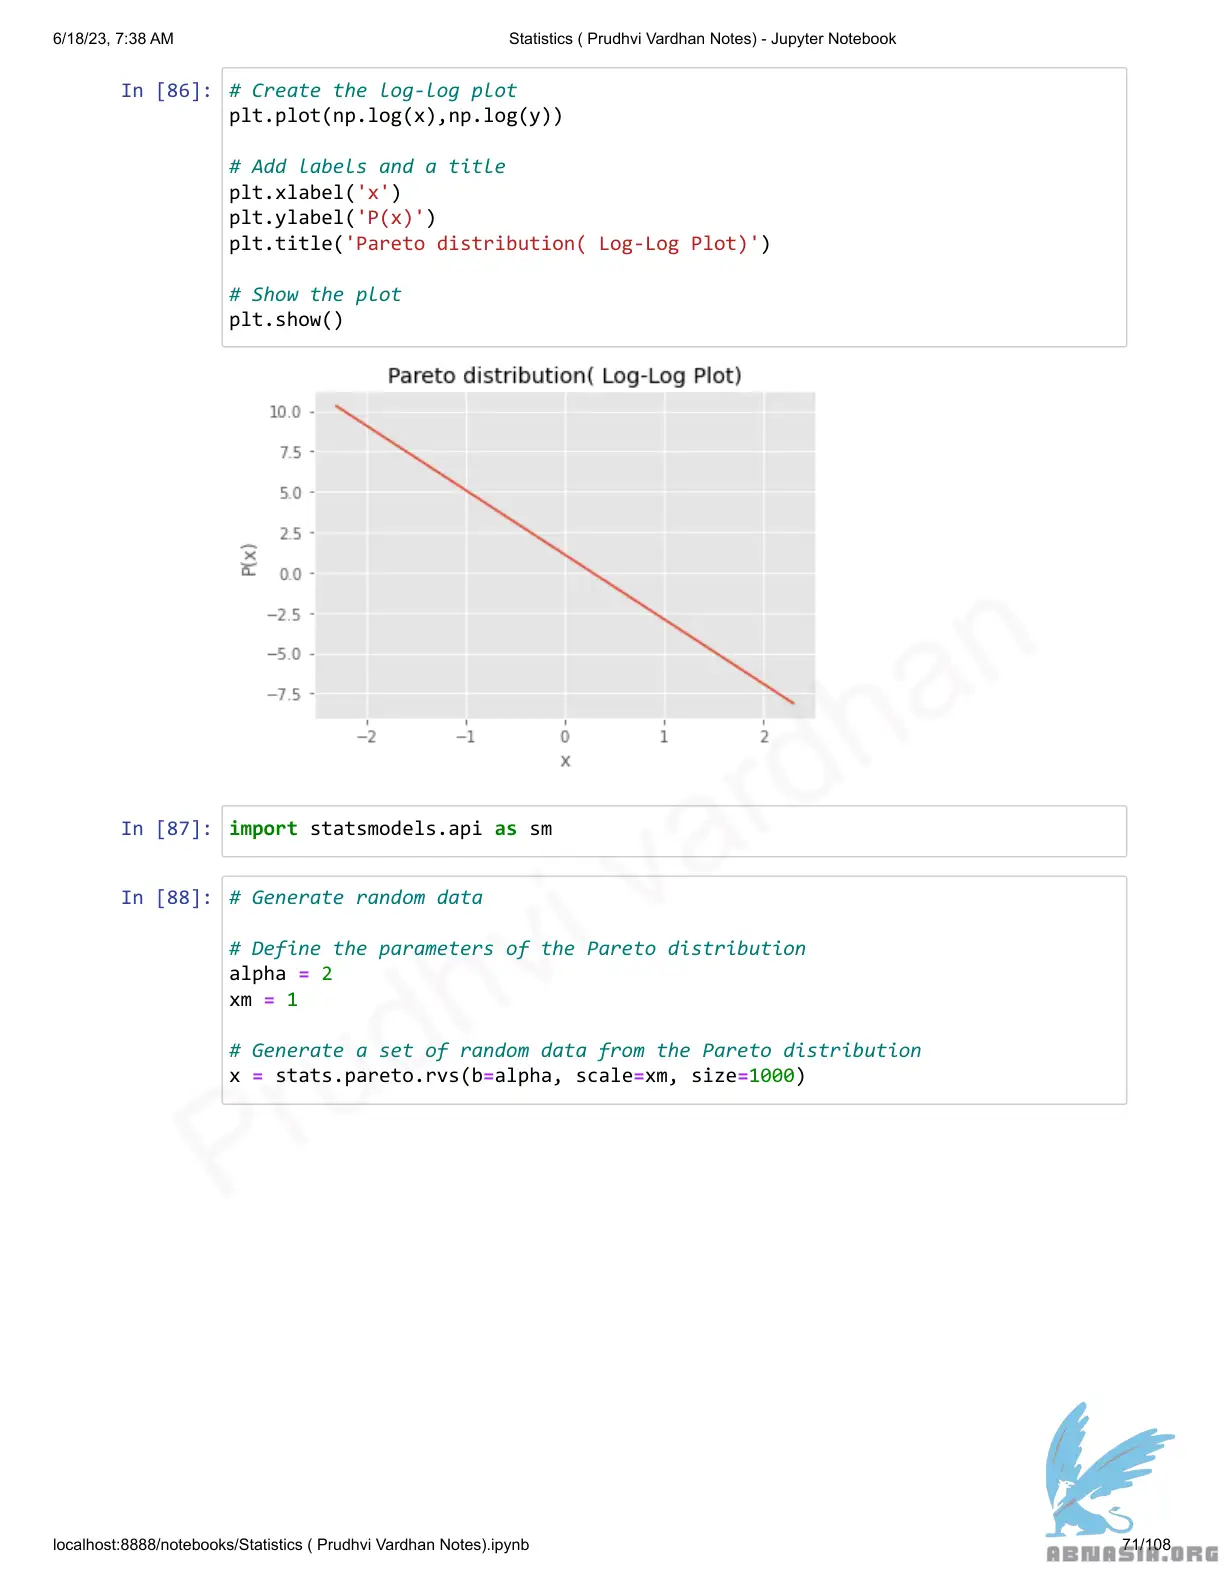 6/18/23, 7:38 AM
Statistics ( Prudhvi Vardhan Notes) - Jupyter Notebook
In [86]:
# Create the log-log plot
plt.plot(np.log(x),np.log(y))
# Add labels and a title
plt.xlabel('x')
plt.ylabel('P(x)')
plt.title('Pareto distribution( Log-Log Plot)')
# Show the plot
plt.show()
Pareto distribution( Log-Log Plot)
10.0
7.5
5.0
2.5
0.0
−2.5
−5.0
−7.5
P(x)
−2 −1 0 1 2
x
In [87]:
import statsmodels.api as sm
In [88]:
# Generate random data
# Define the parameters of the Pareto distribution
alpha = 2
xm = 1
# Generate a set of random data from the Pareto distribution
x = stats.pareto.rvs(b=alpha, scale=xm, size=1000)
Prudhvi vardhan
localhost:8888/notebooks/Statistics ( Prudhvi Vardhan Notes).ipynb
71/108
ABNASIA.ORG